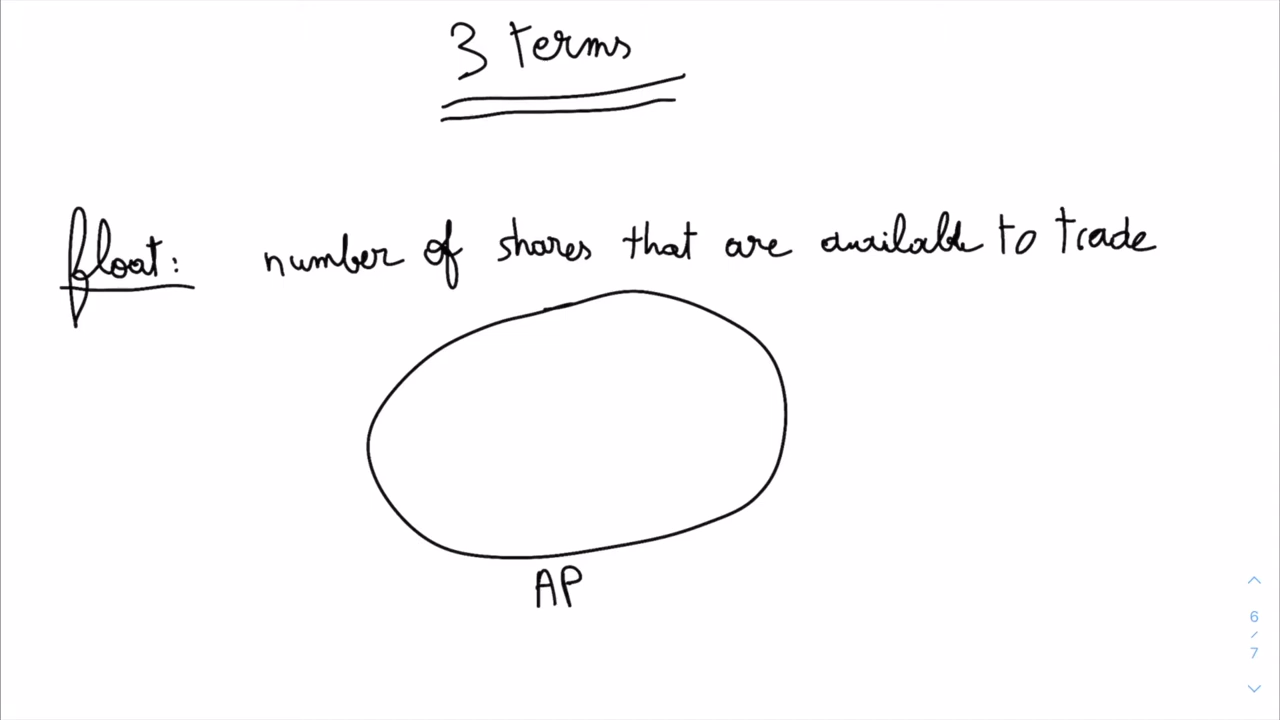 3 terms
float: number of shares that are available to trade
AP
6
/
7